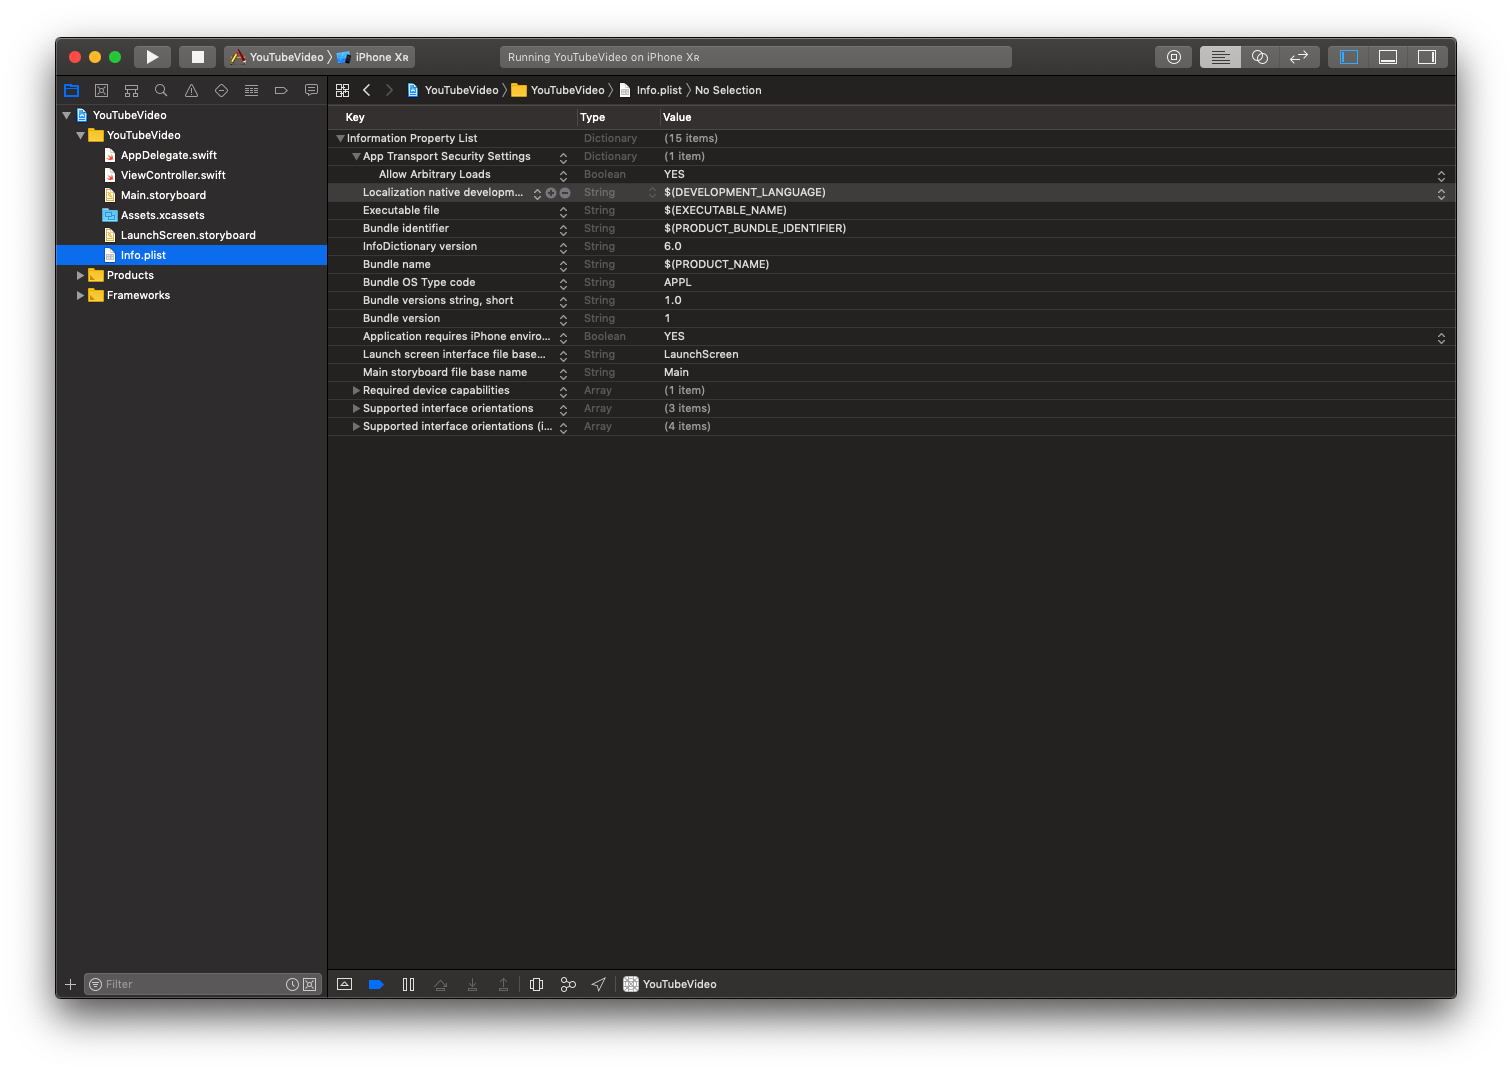 YouTubeVideo iPhone XR
Running YouTubeVideo on iPhone XR
YouTubeVideo YouTubeVideo Info.plist No Selection
YouTubeVideo
YouTubeVideo
AppDelegate.swift
ViewController.swift
Main.storyboard
Assets.xcassets
LaunchScreen.storyboard
Info.plist
Products
Frameworks
Key Type Value
Information Property List Dictionary (15 items)
App Transport Security Settings Dictionary (1 item)
Allow Arbitrary Loads Boolean YES
Localization native developm... String $(DEVELOPMENT_LANGUAGE)
Executable file String $(EXECUTABLE_NAME)
Bundle identifier String $(PRODUCT_BUNDLE_IDENTIFIER)
InfoDictionary version String 6.0
Bundle name String $(PRODUCT_NAME)
Bundle OS Type code String APPL
Bundle versions string, short String 1.0
Bundle version String 1
Application requires iPhone enviro... Boolean YES
Launch screen interface file base... String LaunchScreen
Main storyboard file base name String Main
Required device capabilities Array (1 item)
Supported interface orientations Array (3 items)
Supported interface orientations (i... Array (4 items)
Filter
YouTubeVideo